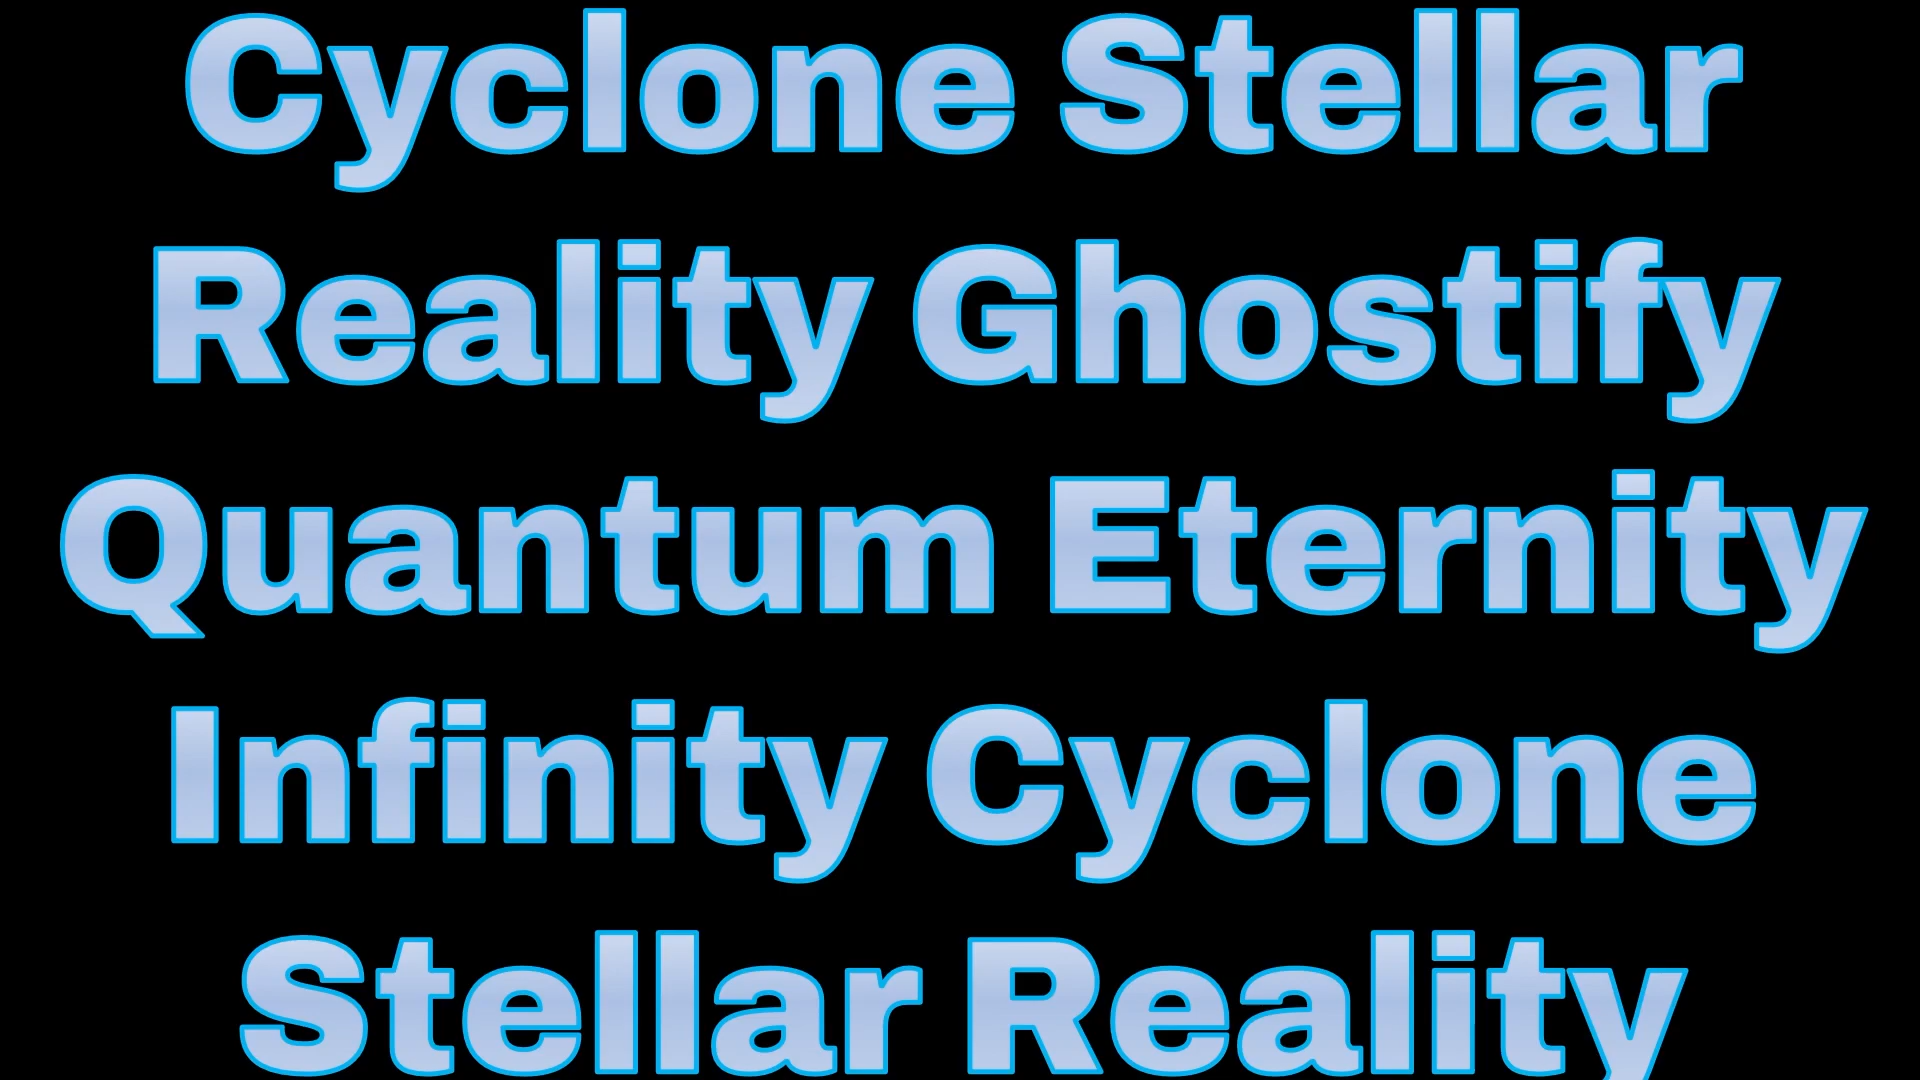 Cyclone Stellar
Reality Ghostify
Quantum Eternity
Infinity Cyclone
Stellar Reality